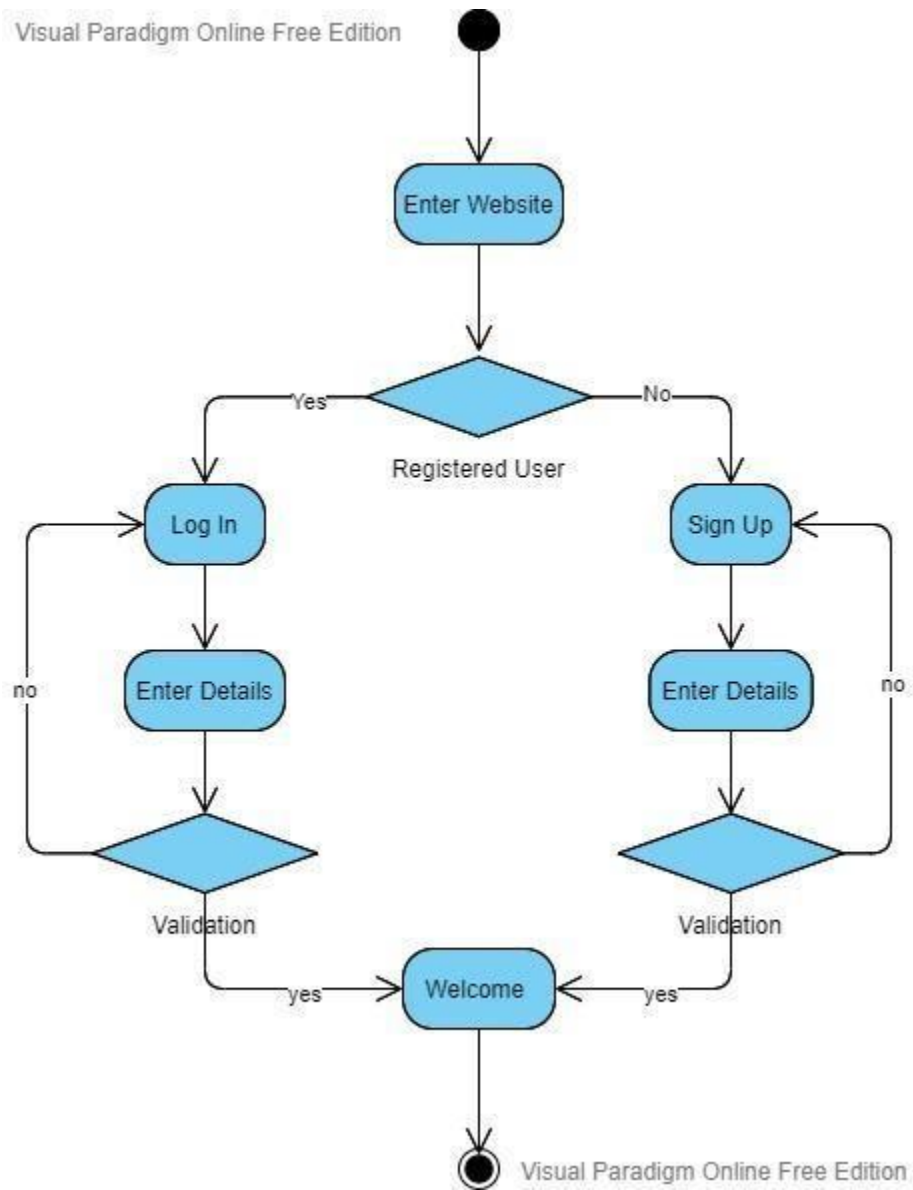 Visual Paradigm Online Free Edition
Enter Website
Yes
No
Registered User
Log In
Sign Up
Enter Details
Enter Details
no
no
Validation
Validation
Welcome
yes
yes
Visual Paradigm Online Free Edition